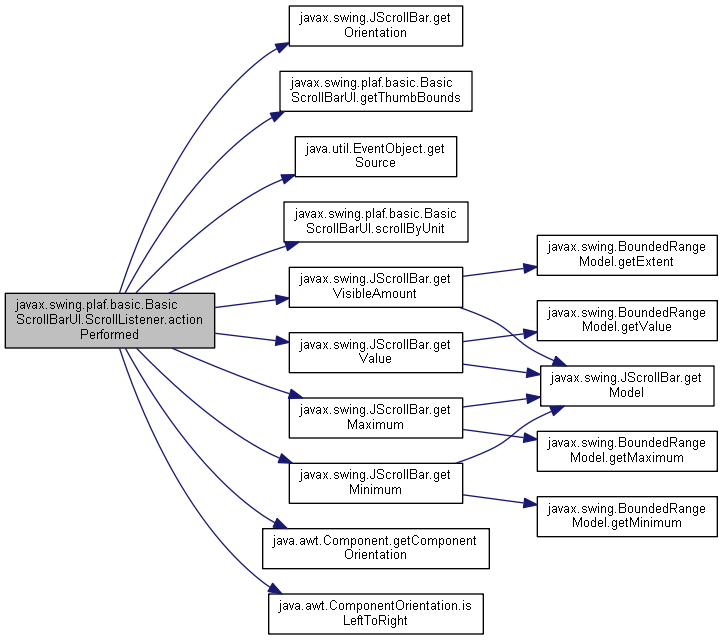 javax.swing.JScrollBar.get
Orientation
javax.swing.plaf.basic.Basic
ScrollBarUI.getThumbBounds
java.util.EventObject.get
Source
javax.swing.plaf.basic.Basic
ScrollBarUI.scrollByUnit
javax.swing.plaf.basic.Basic
ScrollBarUI.ScrollListener.action
Performed
javax.swing.JScrollBar.get
VisibleAmount
javax.swing.JScrollBar.get
Value
javax.swing.JScrollBar.get
Maximum
javax.swing.JScrollBar.get
Minimum
java.awt.Component.getComponent
Orientation
java.awt.ComponentOrientation.is
LeftToRight
javax.swing.BoundedRange
Model.getExtent
javax.swing.BoundedRange
Model.getValue
javax.swing.JScrollBar.get
Model
javax.swing.BoundedRange
Model.getMaximum
javax.swing.BoundedRange
Model.getMinimum